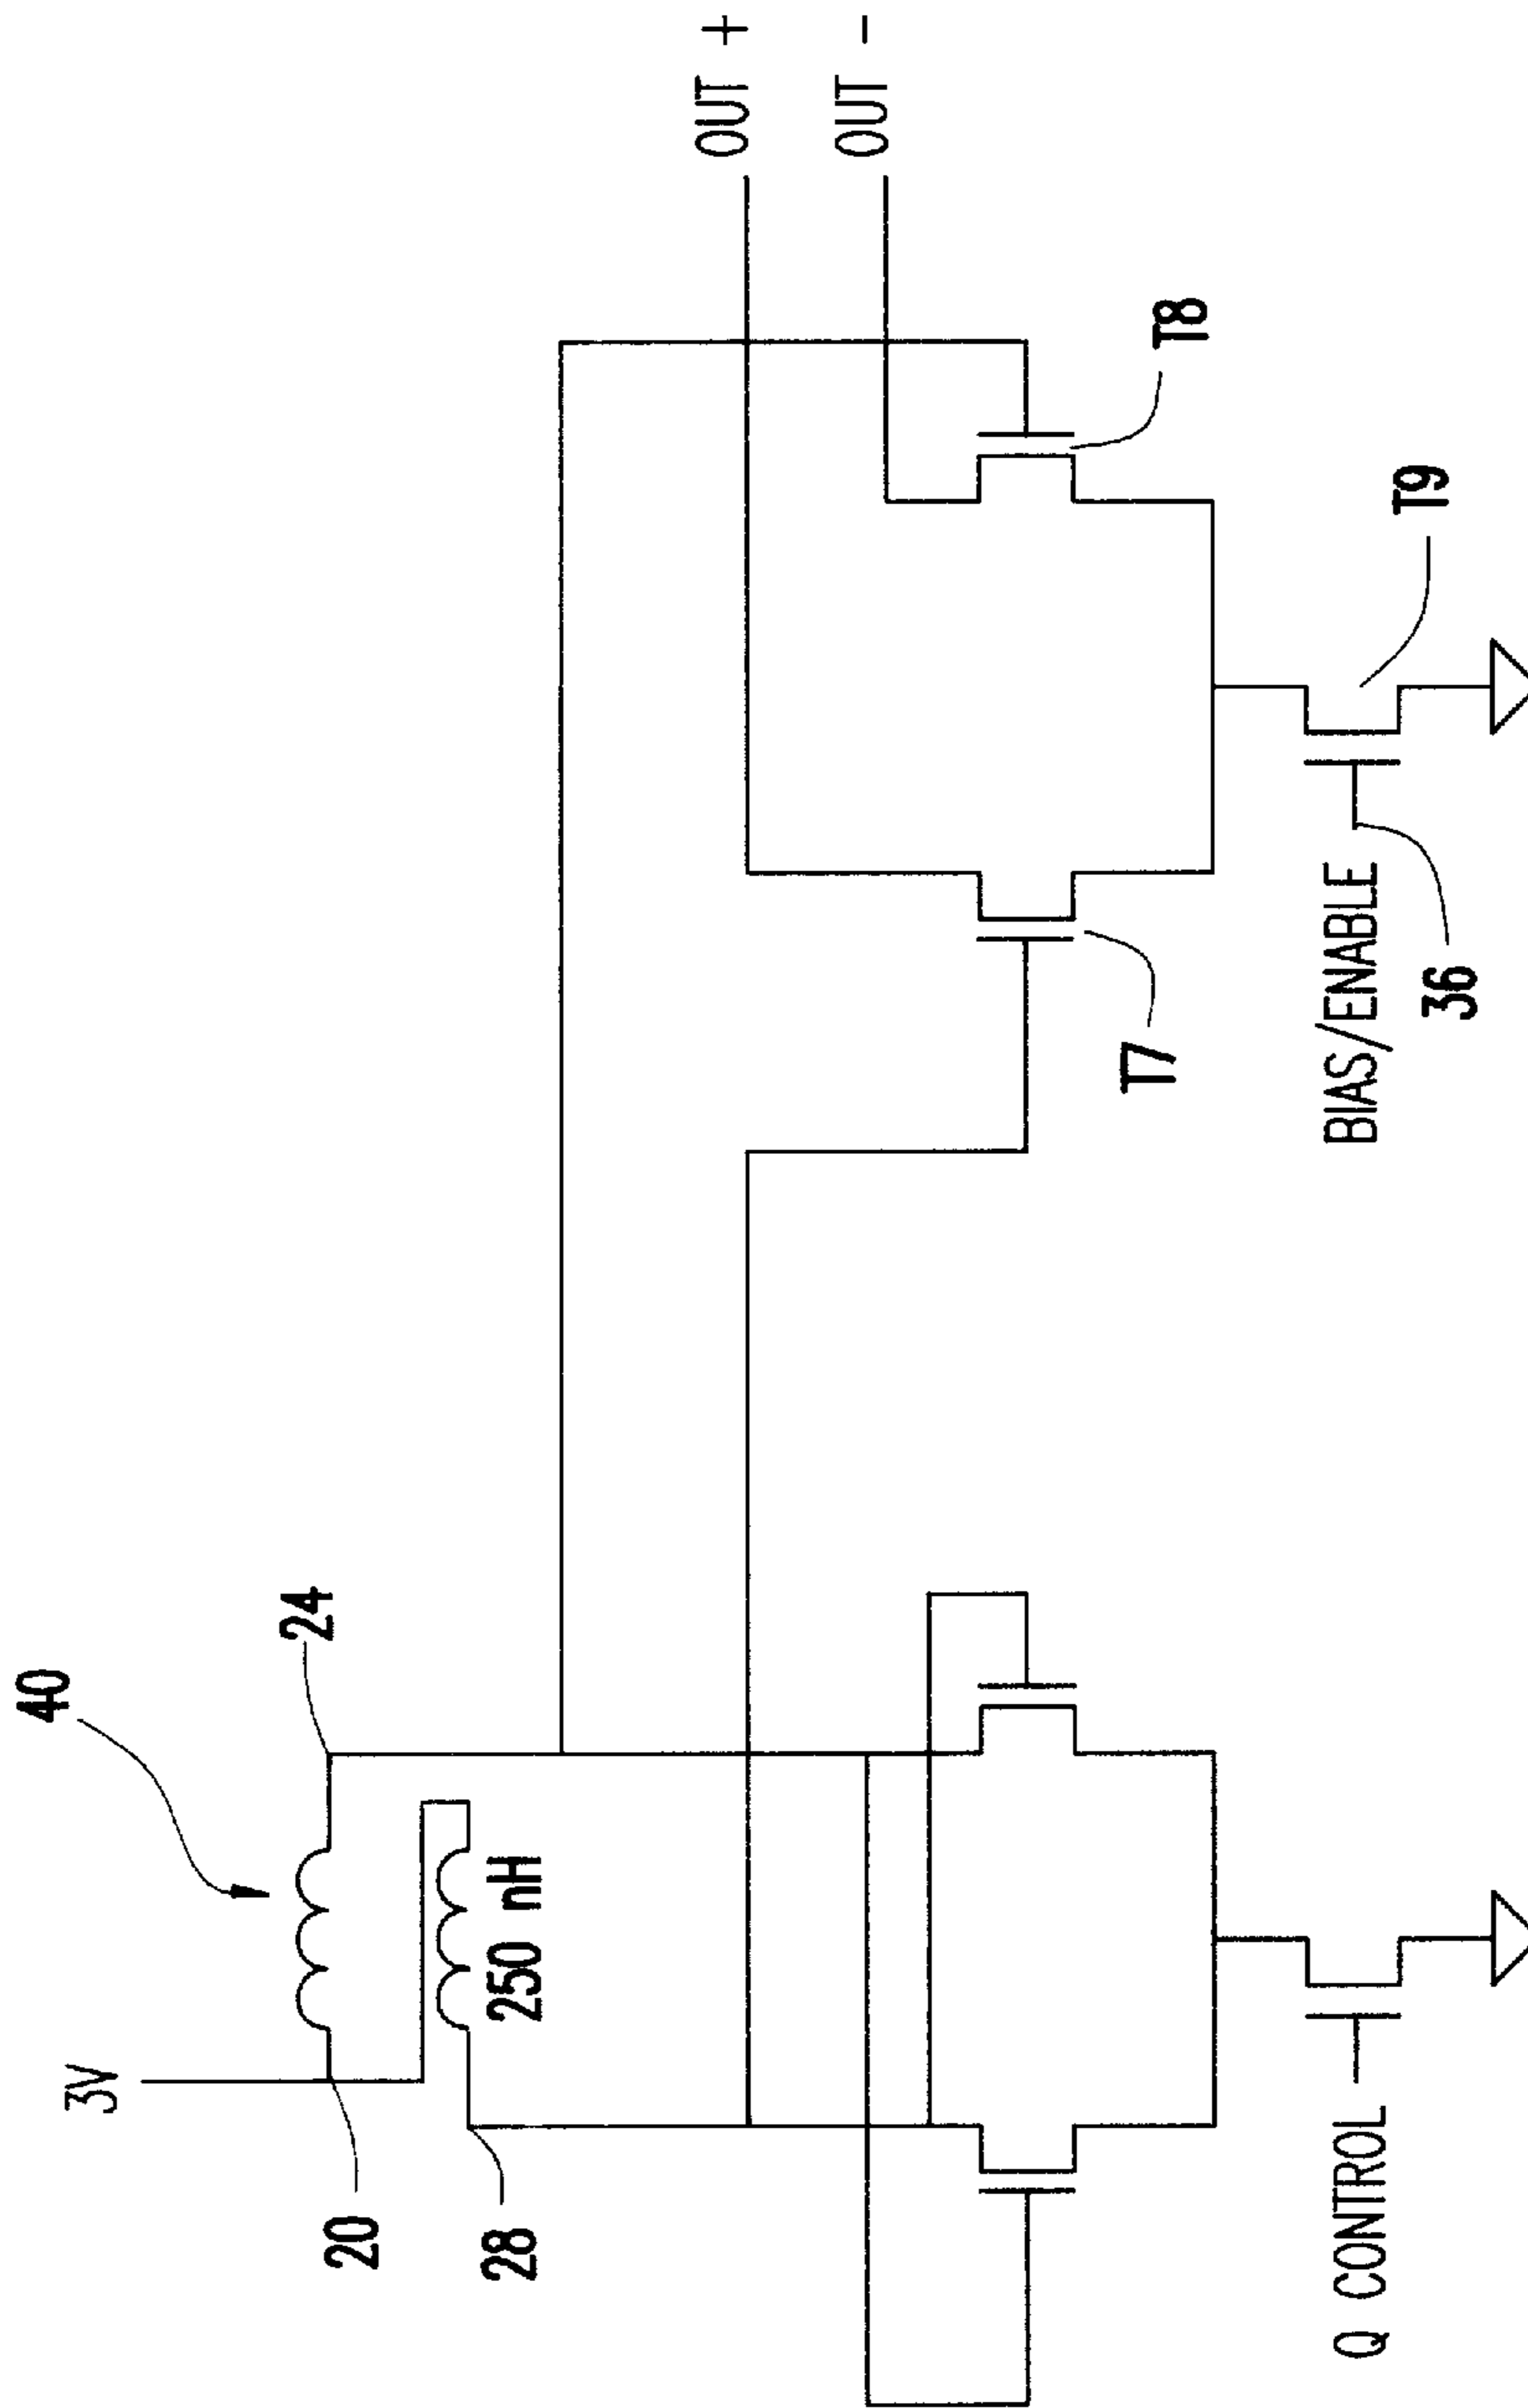 40
24
3V
250 nH
20
28
Q CONTROL
OUT +
OUT -
T8
T7
T9
BIAS/ENABLE
36